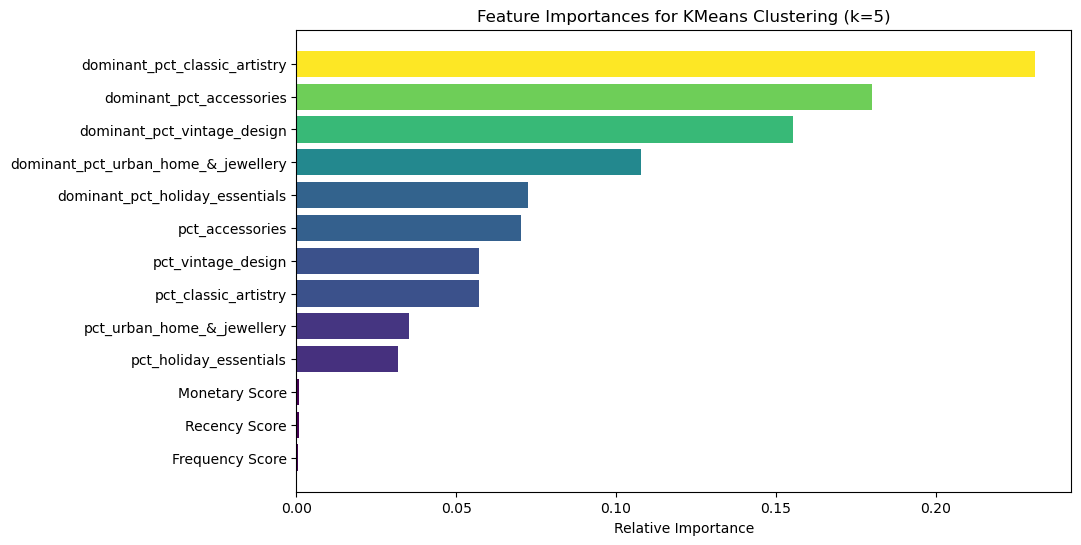 Feature Importances for KMeans Clustering (k=5)
dominant_pct_classic_artistry
dominant_pct_accessories
dominant_pct_vintage_design
dominant_pct_urban_home_&_jewellery
dominant_pct_holiday_essentials
pct_accessories
pct_vintage_design
pct_classic_artistry
pct_urban_home_&_jewellery
pct_holiday_essentials
Monetary Score
Recency Score
Frequency Score
0.00 0.05 0.10 0.15 0.20
Relative Importance